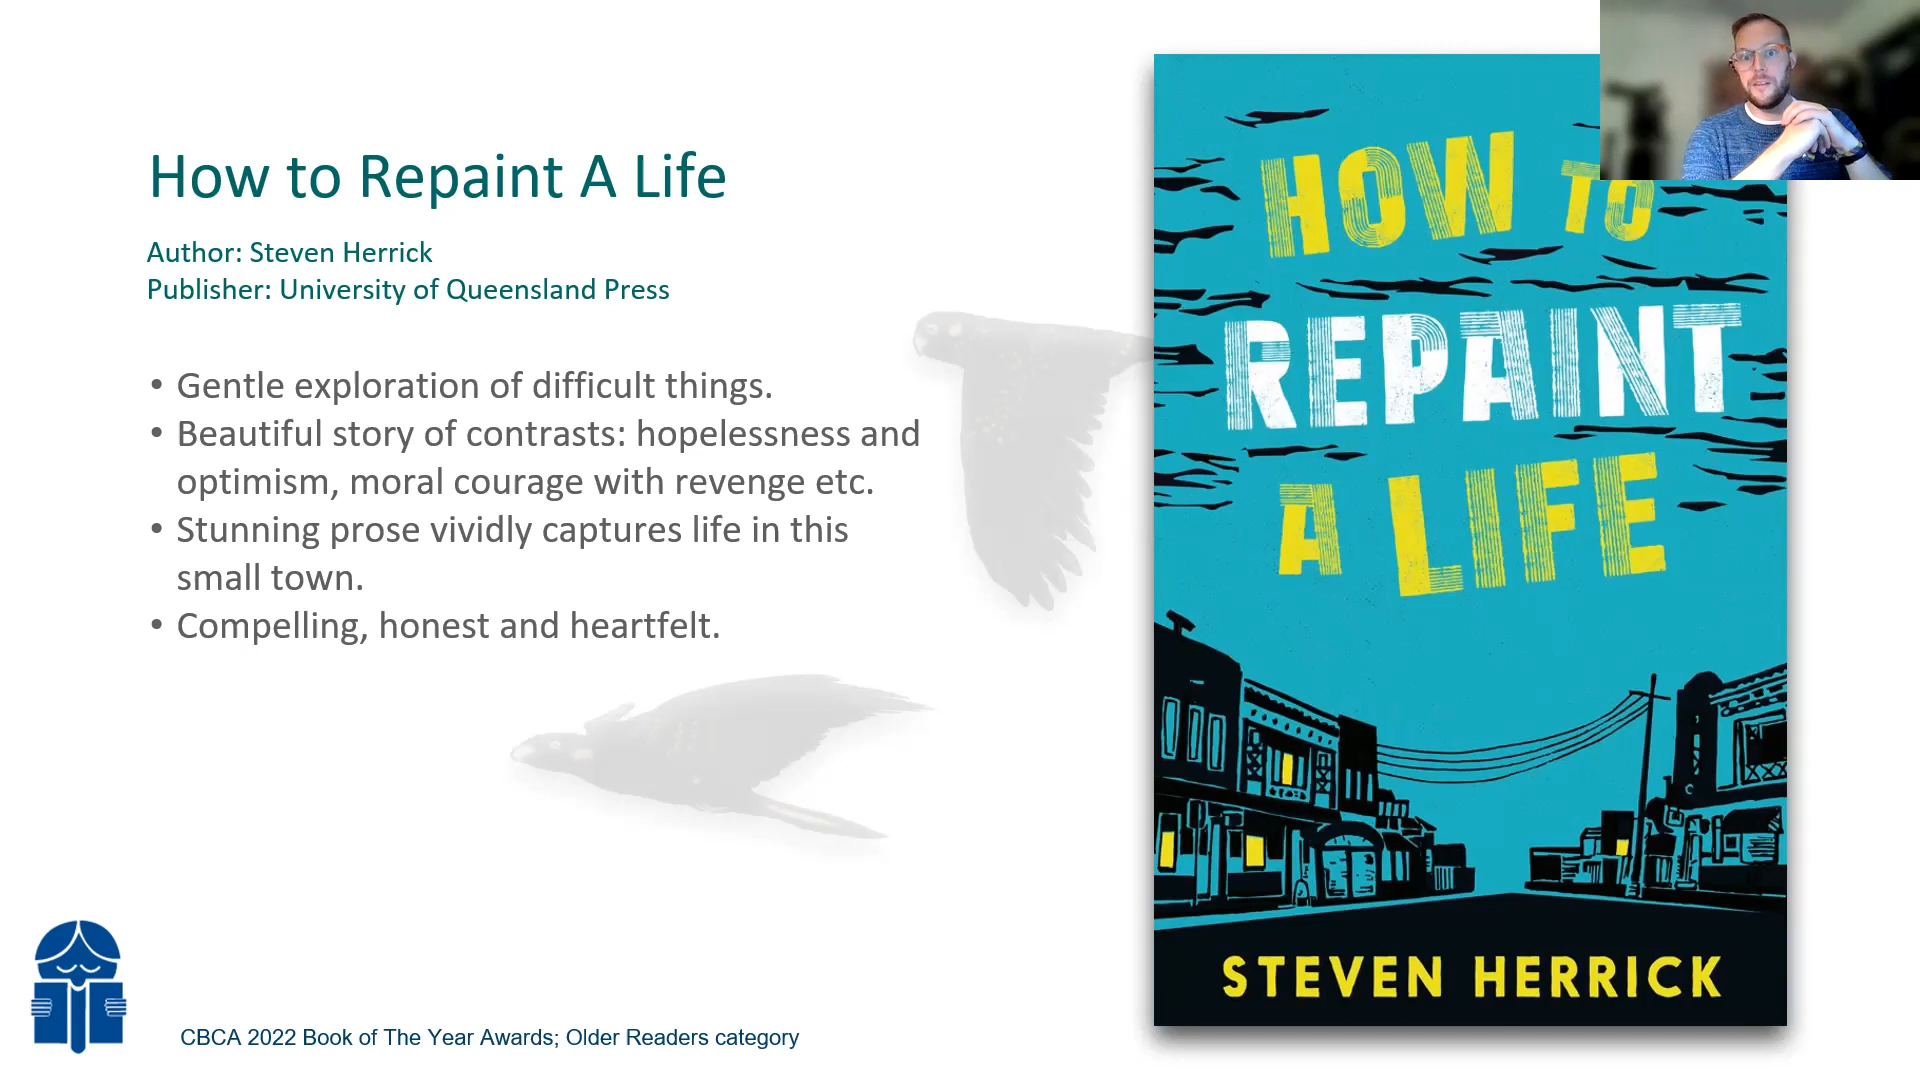 How to Repaint A Life
Author: Steven Herrick
Publisher: University of Queensland Press
• Gentle exploration of difficult things.
• Beautiful story of contrasts: hopelessness and
optimism, moral courage with revenge etc.
• Stunning prose vividly captures life in this
small town.
• Compelling, honest and heartfelt.
CBCA 2022 Book of The Year Awards; Older Readers category
HOW TO
REPAINT
A LIFE
STEVEN HERRICK